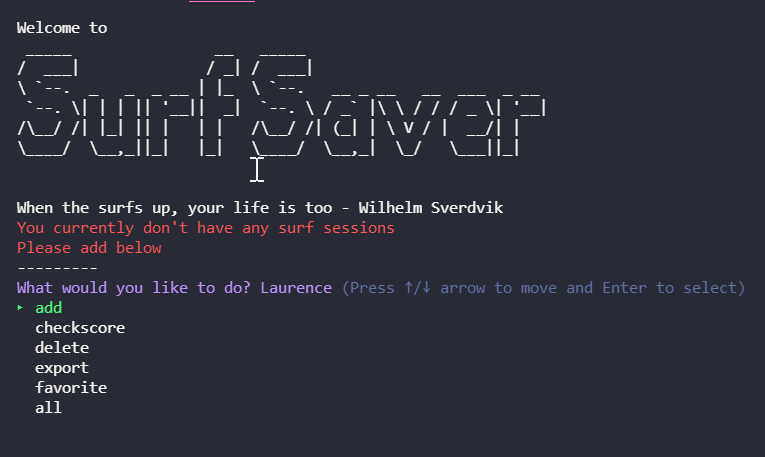 Welcome to
SurfSaver
When the surfs up, your life is too - Wilhelm Sverdvik
You currently don't have any surf sessions
Please add below
---------
What would you like to do? Laurence (Press ↑/↓ arrow to move and Enter to select)
‣ add
checkscore
delete
export
favorite
all